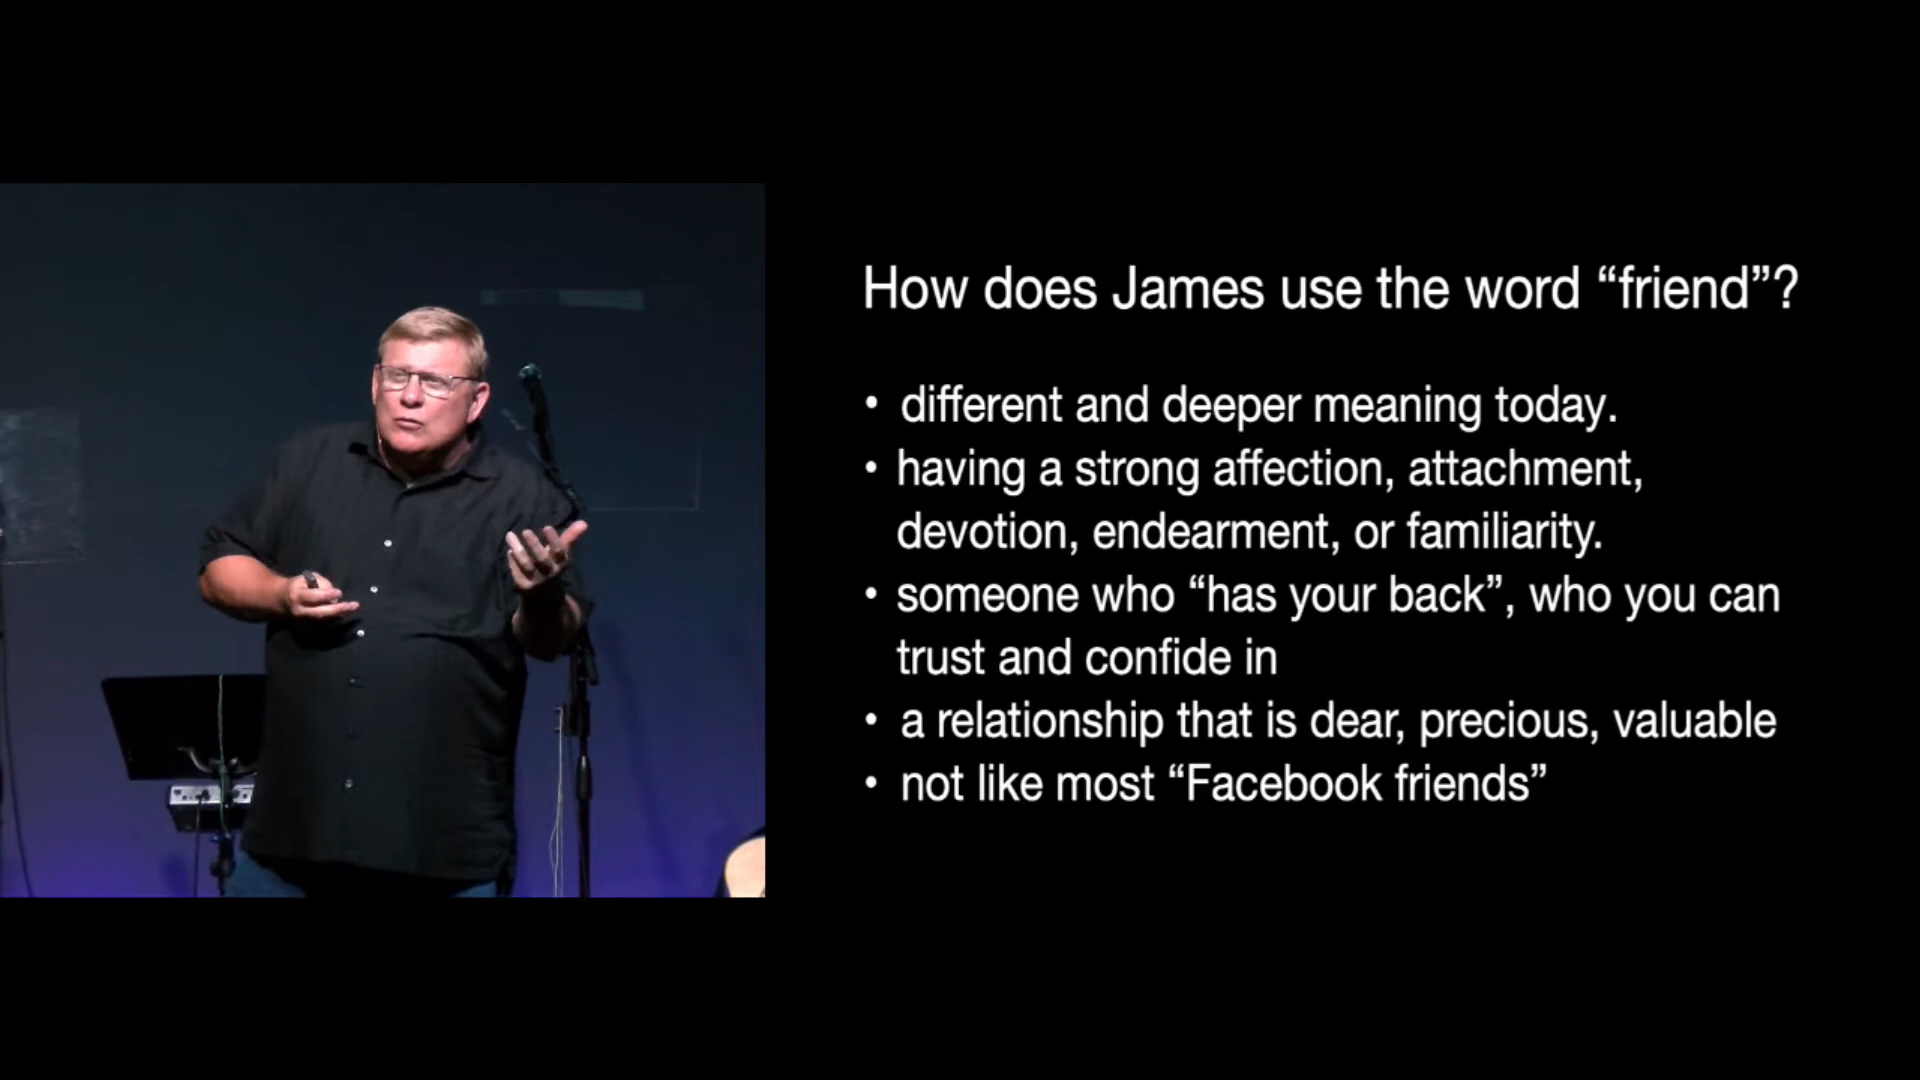 How does James use the word “friend”?
• different and deeper meaning today.
• having a strong affection, attachment,
devotion, endearment, or familiarity.
• someone who “has your back”, who you can
trust and confide in
• a relationship that is dear, precious, valuable
• not like most “Facebook friends”